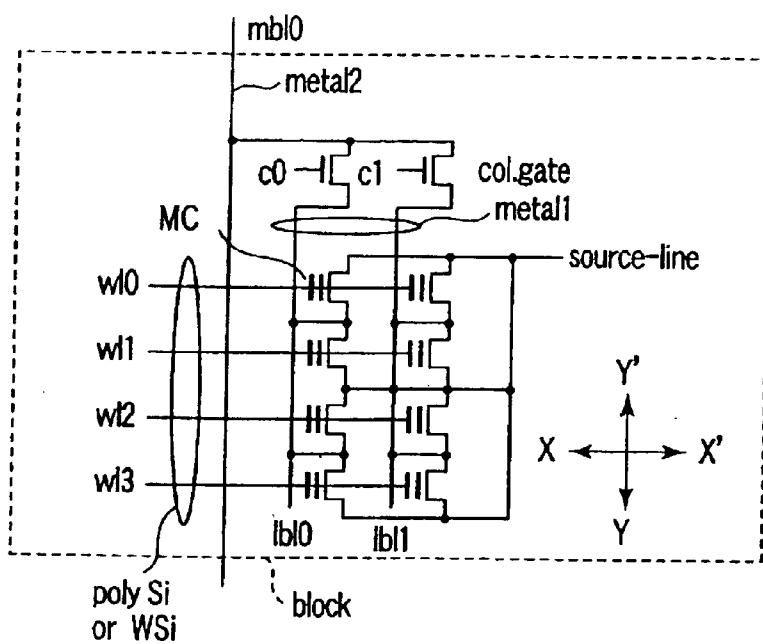 mbl0
metal2
c0
c1
col.gate
metal1
MC
source-line
wl0
wl1
wl2
wl3
Y'
X
X'
Y
lbl0
lbl1
poly Si
or WSi
block